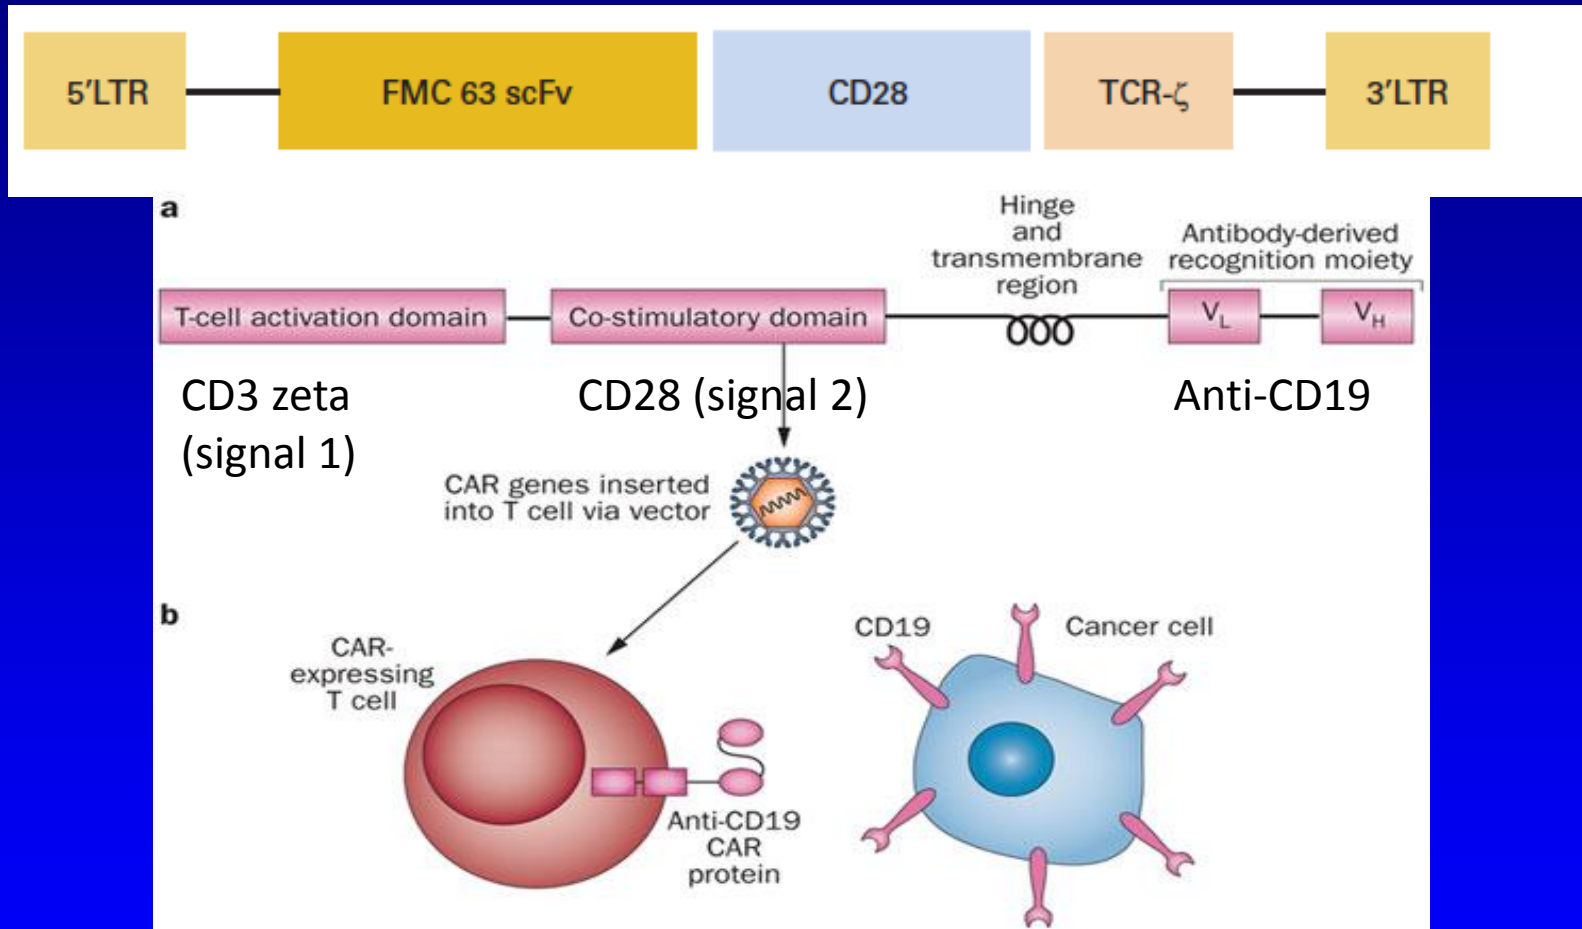 5'LTR
FMC 63 scFv
CD28
TCR-ζ
3'LTR
a
Hinge
and
transmembrane
region
Antibody-derived
recognition moiety
T-cell activation domain
Co-stimulatory domain
VL
VH
CD3 zeta
(signal 1)
CD28 (signal 2)
Anti-CD19
CAR genes inserted
into T cell via vector
b
CAR-
expressing
T cell
Anti-CD19
CAR
protein
CD19
Cancer cell